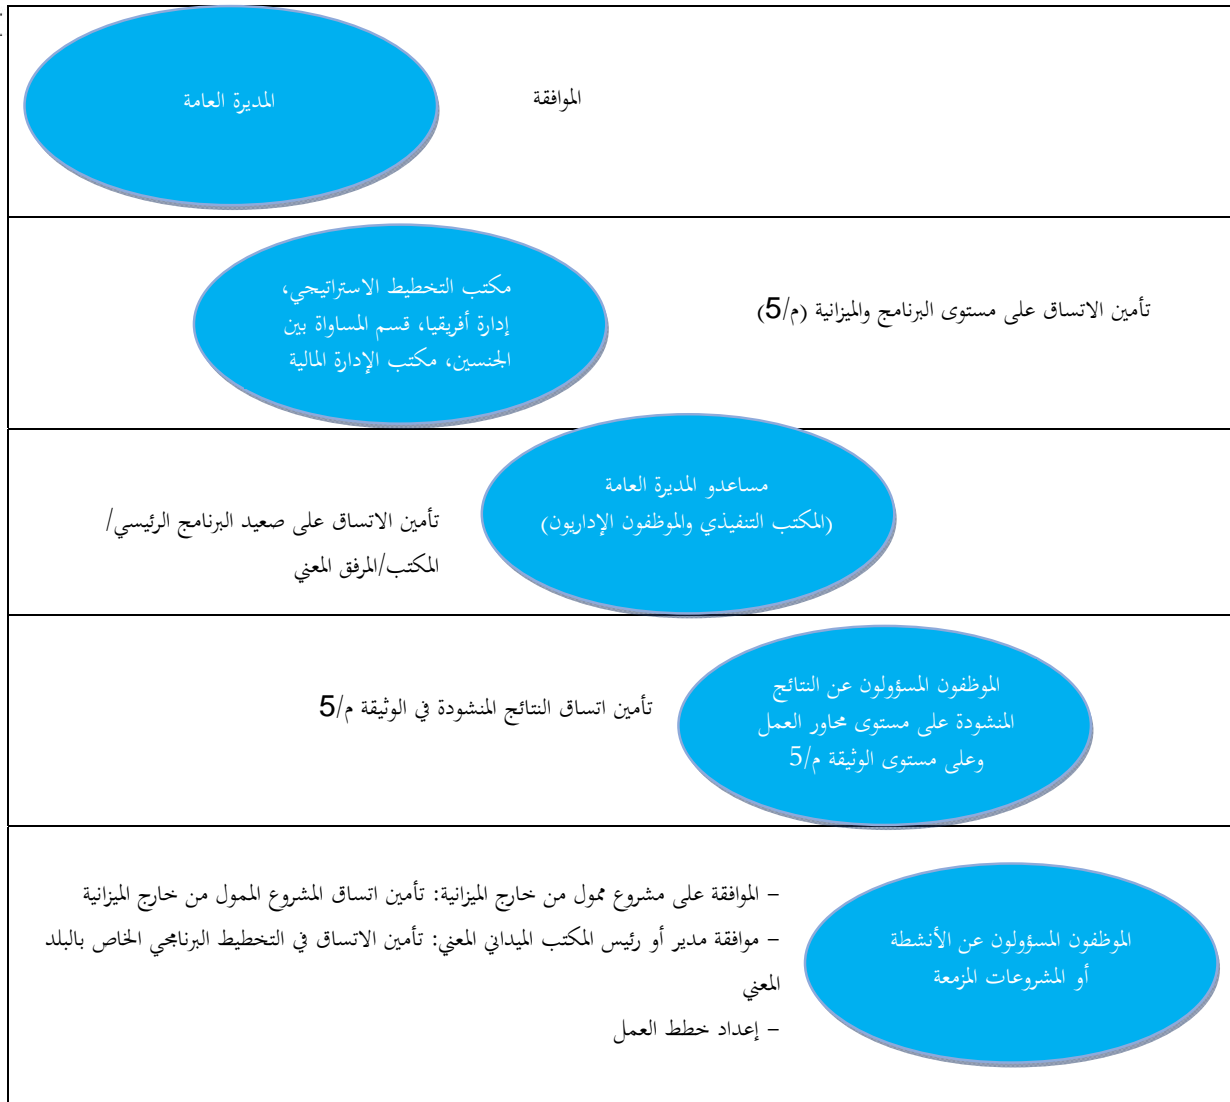 المديرة العامة
الموافقة
مكتب التخطيط الاستراتيجي،
إدارة أفريقيا، قسم المساواة بين
الجنسين، مكتب الإدارة المالية
تأمين الاتساق على مستوى البرنامج والميزانية (م/5)
مساعدو المديرة العامة
(المكتب التنفيذي والموظفون الإداريون)
تأمين الاتساق على صعيد البرنامج الرئيسي/
المكتب/المرفق المعني
الموظفون المسؤولون عن النتائج
المنشودة على مستوى محاور العمل
وعلى مستوى الوثيقة م/5
تأمين اتساق النتائج المنشودة في الوثيقة م/5
الموظفون المسؤولون عن الأنشطة
أو المشروعات المزمعة
– الموافقة على مشروع ممول من خارج الميزانية: تأمين اتساق المشروع الممول من خارج الميزانية
– موافقة مدير أو رئيس المكتب الميداني المعني: تأمين الاتساق في التخطيط البرنامجي الخاص بالبلد
المعني
– إعداد خطط العمل